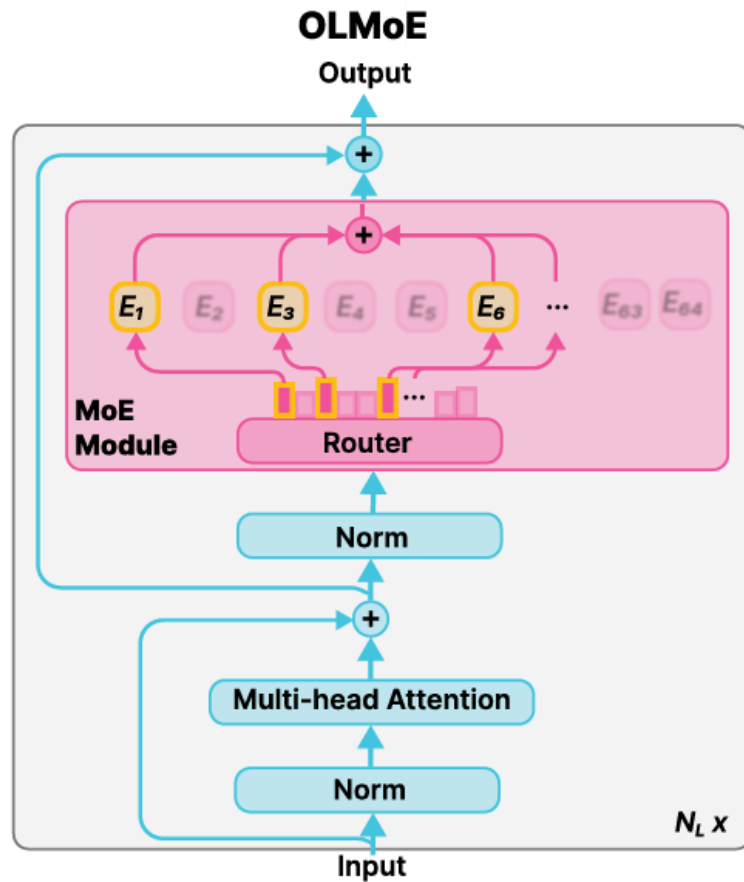 OLMoE
Output
+
+
E1 E2 E3 E4 E5 E6 ... E63 E64
...
MoE
Module
Router
Norm
+
Multi-head Attention
Norm
NL x
Input